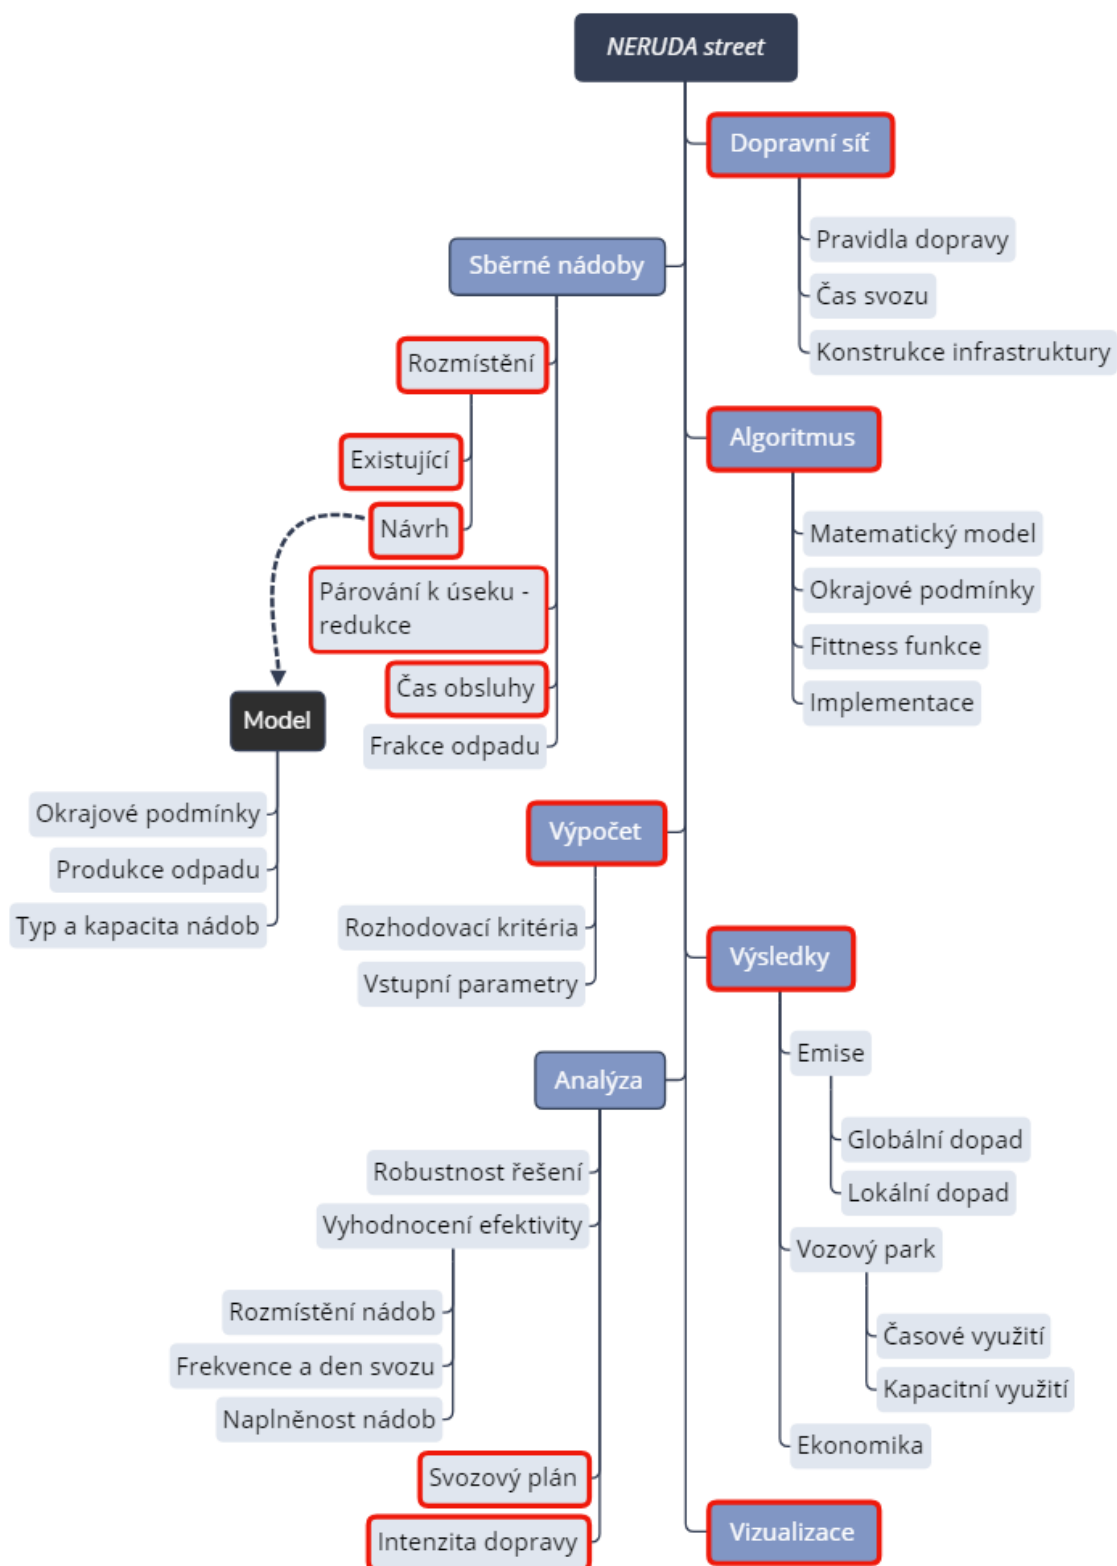 NERUDA street
Dopravní síť
Pravidla dopravy
Čas svozu
Konstrukce infrastruktury
Sběrné nádoby
Rozmístění
Existující
Návrh
Párování k úseku -
redukce
Čas obsluhy
Frakce odpadu
Model
Okrajové podmínky
Produkce odpadu
Typ a kapacita nádob
Algoritmus
Matematický model
Okrajové podmínky
Fittness funkce
Implementace
Výpočet
Rozhodovací kritéria
Vstupní parametry
Výsledky
Emise
Globální dopad
Lokální dopad
Vozový park
Časové využití
Kapacitní využití
Ekonomika
Analýza
Robustnost řešení
Vyhodnocení efektivity
Rozmístění nádob
Frekvence a den svozu
Naplněnost nádob
Svozový plán
Intenzita dopravy
Vizualizace